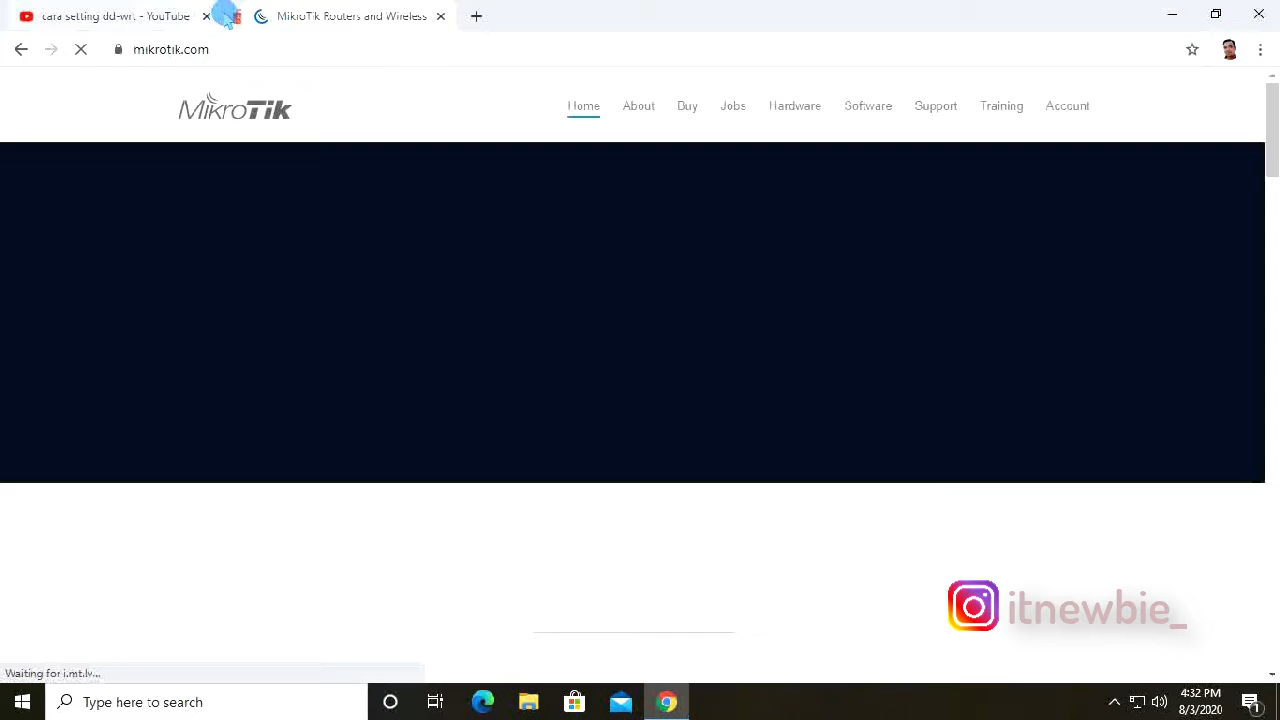 cara setting dd-wrt - YouTube
MikroTik Routers and Wireless
mikrotik.com
MikroTik
Home About Buy Jobs Hardware Software Support Training Account
itnewbie_
Waiting for i.mt.lv...
Type here to search
4:32 PM
8/3/2020
1